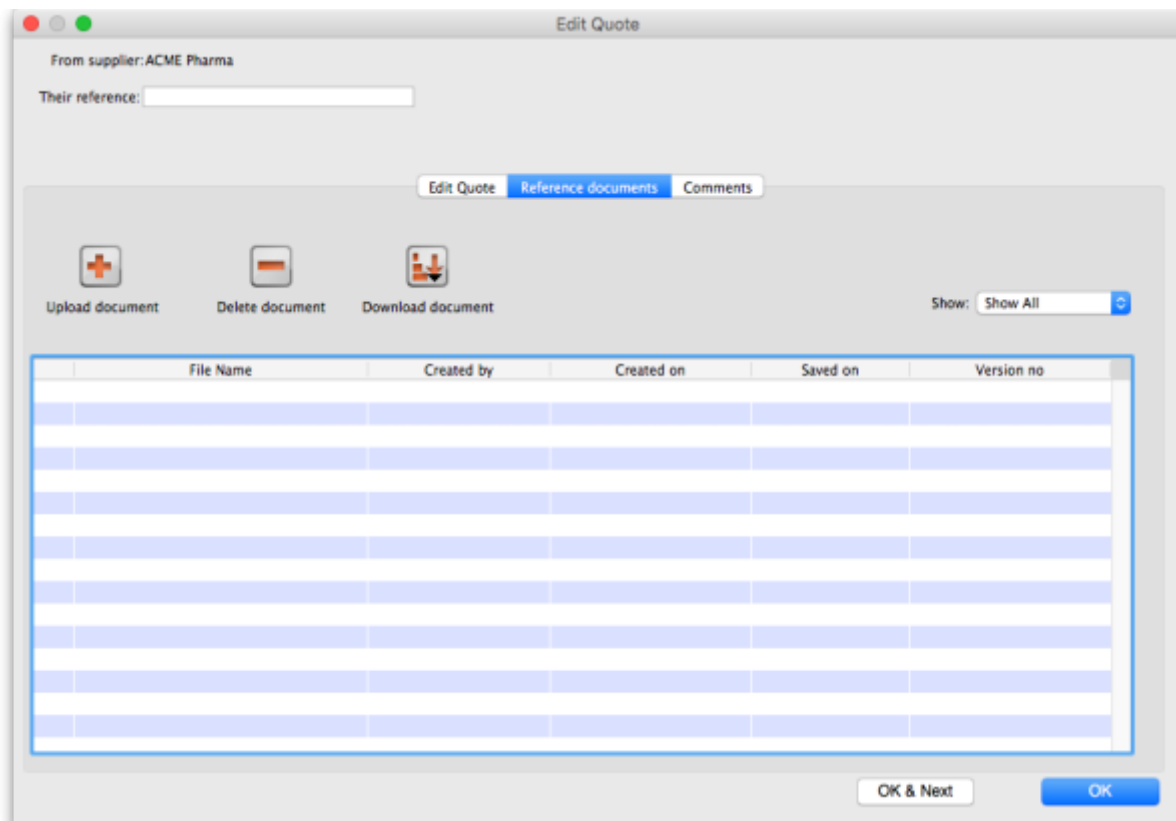 Edit Quote
From supplier: ACME Pharma
Their reference:
Edit Quote Reference documents Comments
Upload document Delete document Download document
Show: Show All
File Name Created by Created on Saved on Version no
OK & Next OK